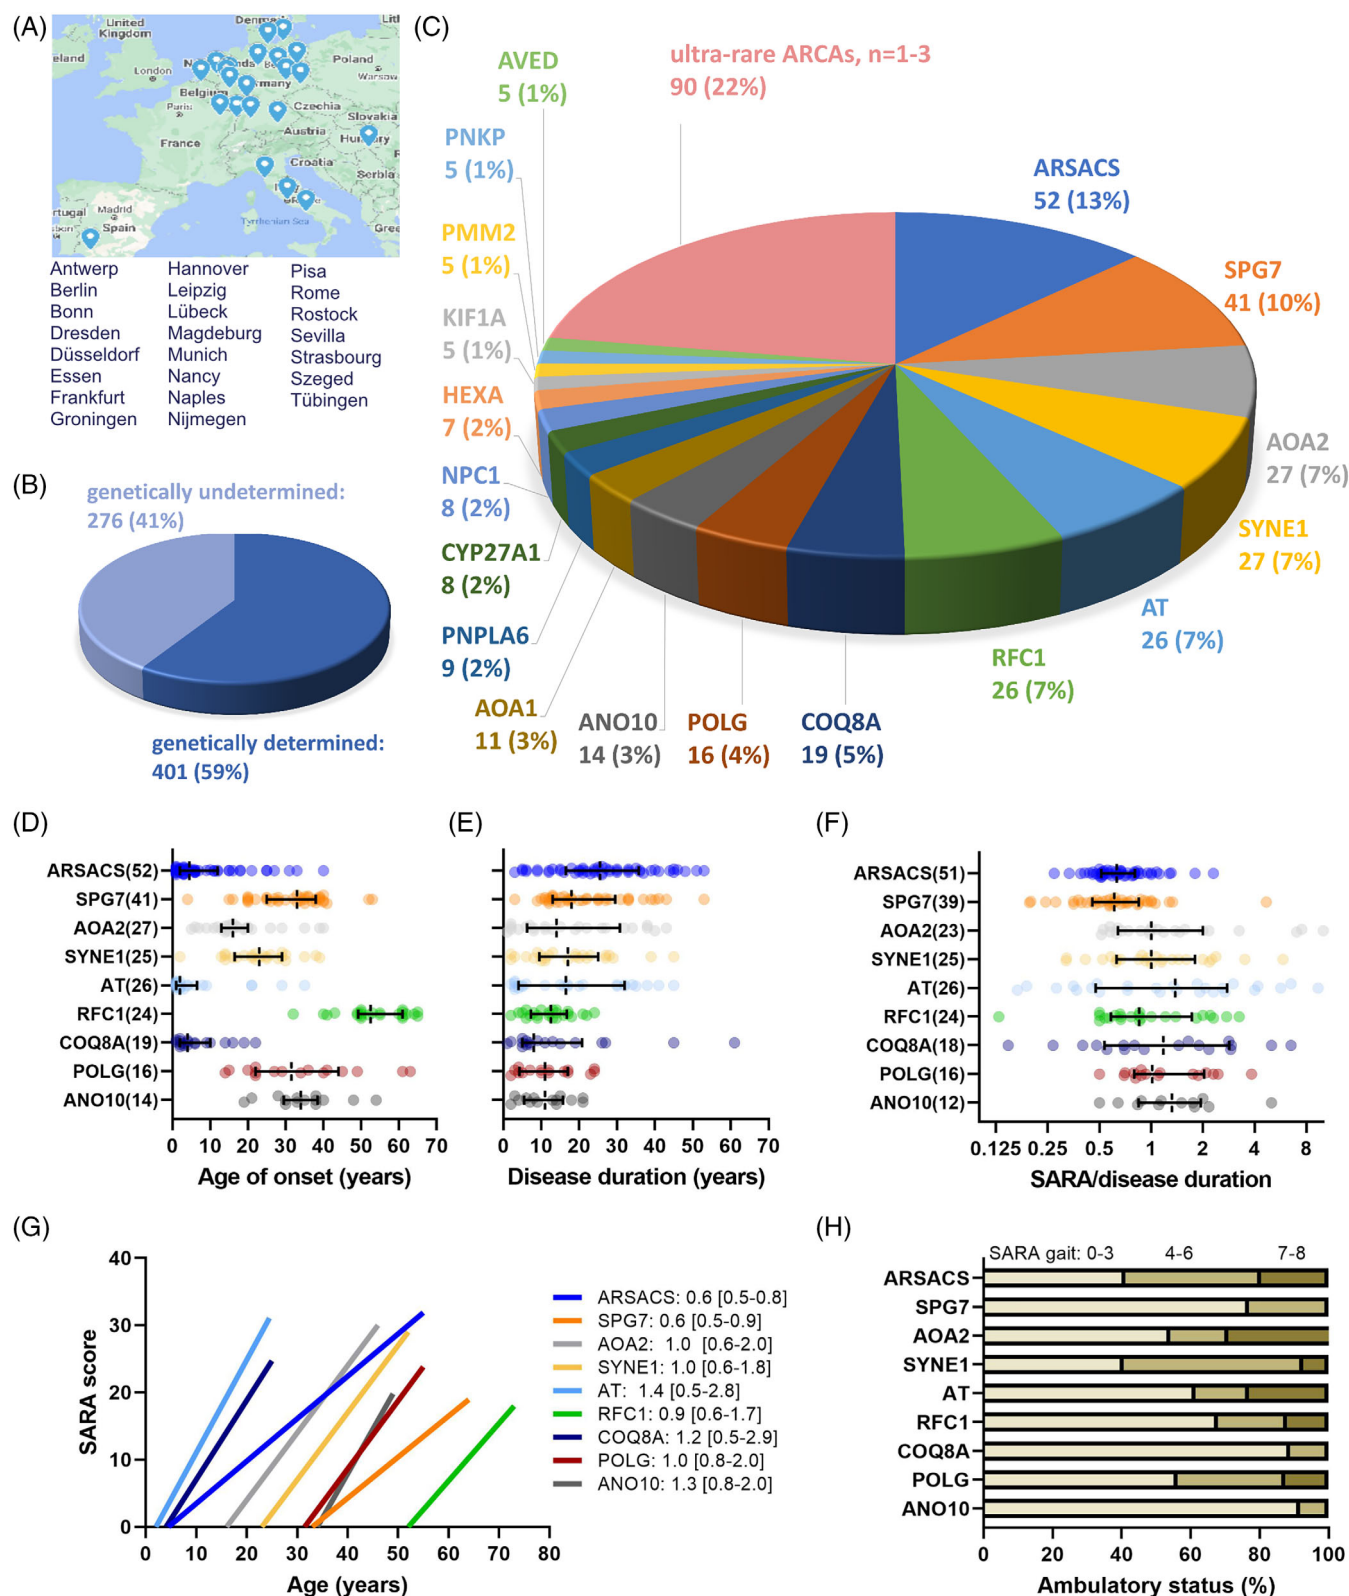 (A)
United
Kingdom
London
Paris
France
Madrid
Spain
Denm
Poland
Warsaw
Belgi
many
Czechia
Slovakia
Austria
Croatia
Serbia
Tyrrhenian Sea
Gree
Antwerp
Berlin
Bonn
Dresden
Düsseldorf
Essen
Frankfurt
Groningen
Hannover
Leipzig
Lübeck
Magdeburg
Munich
Nancy
Naples
Nijmegen
Pisa
Rome
Rostock
Sevilla
Strasbourg
Szeged
Tübingen
(B)
genetically undetermined:
276 (41%)
genetically determined:
401 (59%)
(C)
ultra-rare ARCAs, n=1-3
90 (22%)
ARSACS
52 (13%)
SPG7
41 (10%)
AOA2
27 (7%)
SYNE1
27 (7%)
AT
26 (7%)
RFC1
26 (7%)
COQ8A
19 (5%)
POLG
16 (4%)
ANO10
14 (3%)
AOA1
11 (3%)
PNPLA6
9 (2%)
CYP27A1
8 (2%)
NPC1
8 (2%)
HEXA
7 (2%)
KIF1A
5 (1%)
PMM2
5 (1%)
PNKP
5 (1%)
AVED
5 (1%)
(D)
ARSACS(52)
SPG7(41)
AOA2(27)
SYNE1(25)
AT(26)
RFC1(24)
COQ8A(19)
POLG(16)
ANO10(14)
0 10 20 30 40 50 60 70
Age of onset (years)
(E)
0 10 20 30 40 50 60 70
Disease duration (years)
(F)
ARSACS(51)
SPG7(39)
AOA2(23)
SYNE1(25)
AT(26)
RFC1(24)
COQ8A(18)
POLG(16)
ANO10(12)
0.125 0.25 0.5 1 2 4 8
SARA/disease duration
(G)
SARA score
40
30
20
10
0
0 10 20 30 40 50 60 70 80
Age (years)
ARSACS: 0.6 [0.5-0.8]
SPG7: 0.6 [0.5-0.9]
AOA2: 1.0 [0.6-2.0]
SYNE1: 1.0 [0.6-1.8]
AT: 1.4 [0.5-2.8]
RFC1: 0.9 [0.6-1.7]
COQ8A: 1.2 [0.5-2.9]
POLG: 1.0 [0.8-2.0]
ANO10: 1.3 [0.8-2.0]
(H)
SARA gait: 0-3 4-6 7-8
ARSACS
SPG7
AOA2
SYNE1
AT
RFC1
COQ8A
POLG
ANO10
0 20 40 60 80 100
Ambulatory status (%)